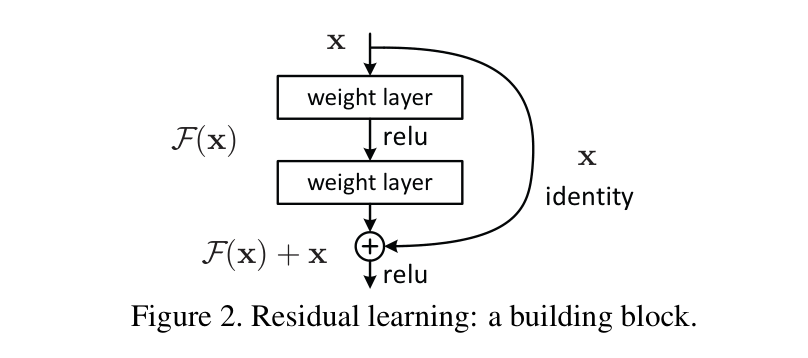 x
weight layer
relu
F(x)
x
weight layer
identity
F(x) + x
+
relu
Figure 2. Residual learning: a building block.